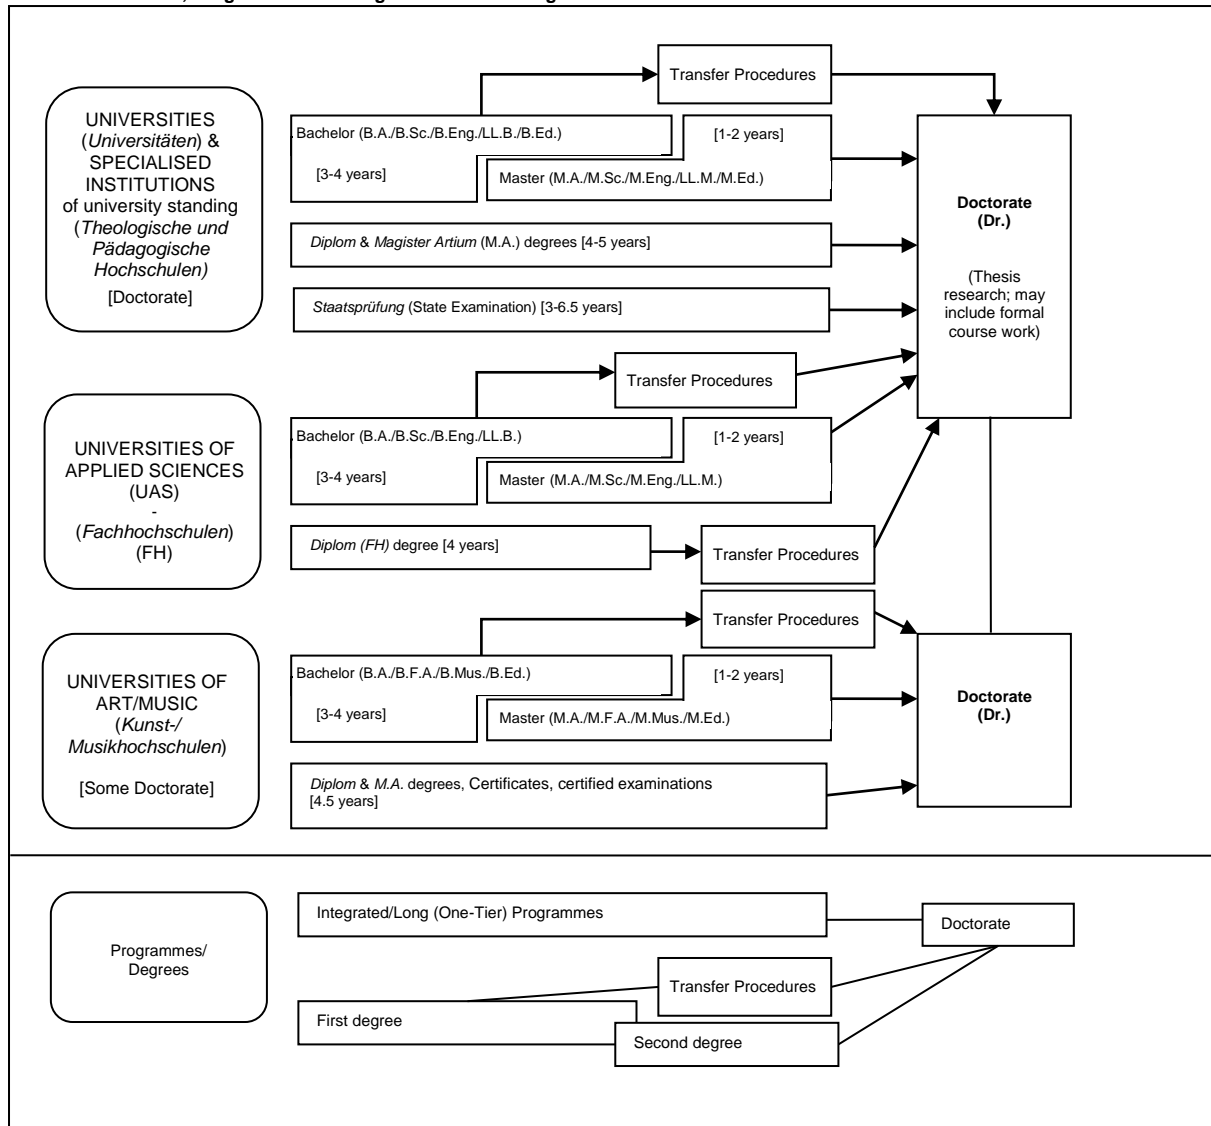 Transfer Procedures
UNIVERSITIES
(Universitäten) &
SPECIALISED
INSTITUTIONS
of university standing
(Theologische und
Pädagogische
Hochschulen)
[Doctorate]
Bachelor (B.A./B.Sc./B.Eng./LL.B./B.Ed.)
[3-4 years]
[1-2 years]
Master (M.A./M.Sc./M.Eng./LL.M./M.Ed.)
Diplom & Magister Artium (M.A.) degrees [4-5 years]
Staatsprüfung (State Examination) [3-6.5 years]
Doctorate
(Dr.)
(Thesis
research; may
include formal
course work)
Transfer Procedures
UNIVERSITIES OF
APPLIED SCIENCES
(UAS)
-
(Fachhochschulen)
(FH)
Bachelor (B.A./B.Sc./B.Eng./LL.B.)
[3-4 years]
[1-2 years]
Master (M.A./M.Sc./M.Eng./LL.M.)
Diplom (FH) degree [4 years]
Transfer Procedures
Transfer Procedures
UNIVERSITIES OF
ART/MUSIC
(Kunst-/
Musikhochschulen)
[Some Doctorate]
Bachelor (B.A./B.F.A./B.Mus./B.Ed.)
[3-4 years]
[1-2 years]
Master (M.A./M.F.A./M.Mus./M.Ed.)
Diplom & M.A. degrees, Certificates, certified examinations
[4.5 years]
Doctorate
(Dr.)
Programmes/
Degrees
Integrated/Long (One-Tier) Programmes
Doctorate
Transfer Procedures
First degree
Second degree